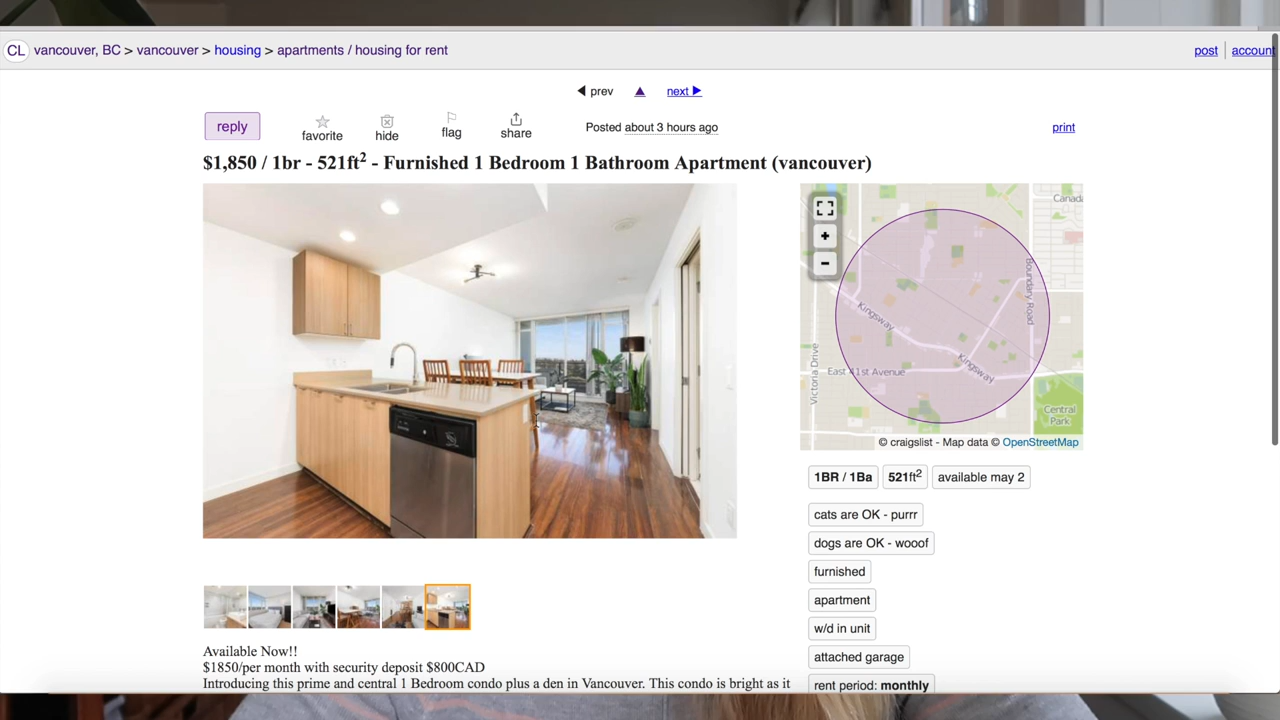 CL vancouver, BC > vancouver > housing > apartments / housing for rent
post account
◀ prev ▲ next ▶
reply favorite hide flag share Posted about 3 hours ago print
$1,850 / 1br - 521ft² - Furnished 1 Bedroom 1 Bathroom Apartment (vancouver)
+
−
Canada
Boundary Road
Kingsway
Kingsway
East 41st Avenue
Victoria Drive
Central
Park
© craigslist - Map data © OpenStreetMap
1BR / 1Ba 521ft² available may 2
cats are OK - purrr
dogs are OK - wooof
furnished
apartment
w/d in unit
attached garage
rent period: monthly
Available Now!!
$1850/per month with security deposit $800CAD
Introducing this prime and central 1 Bedroom condo plus a den in Vancouver. This condo is bright as it